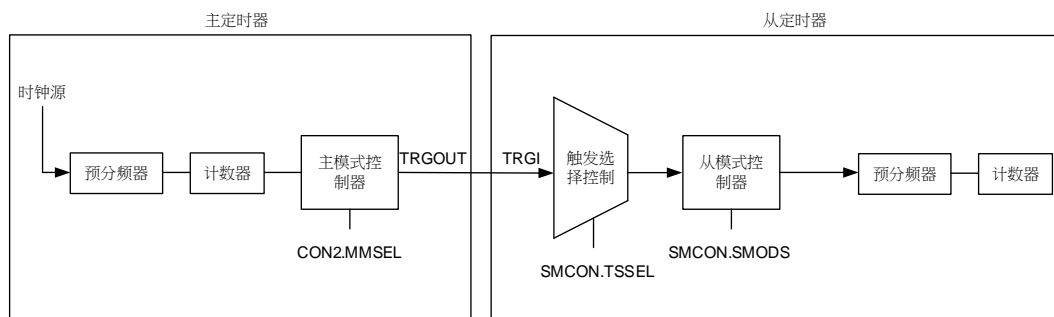 主定时器
从定时器
时钟源
预分频器
计数器
主模式控
制器
TRGOUT
TRGI
触发选
择控制
从模式控
制器
预分频器
计数器
CON2.MMSEL
SMCON.TSSEL
SMCON.SMODS